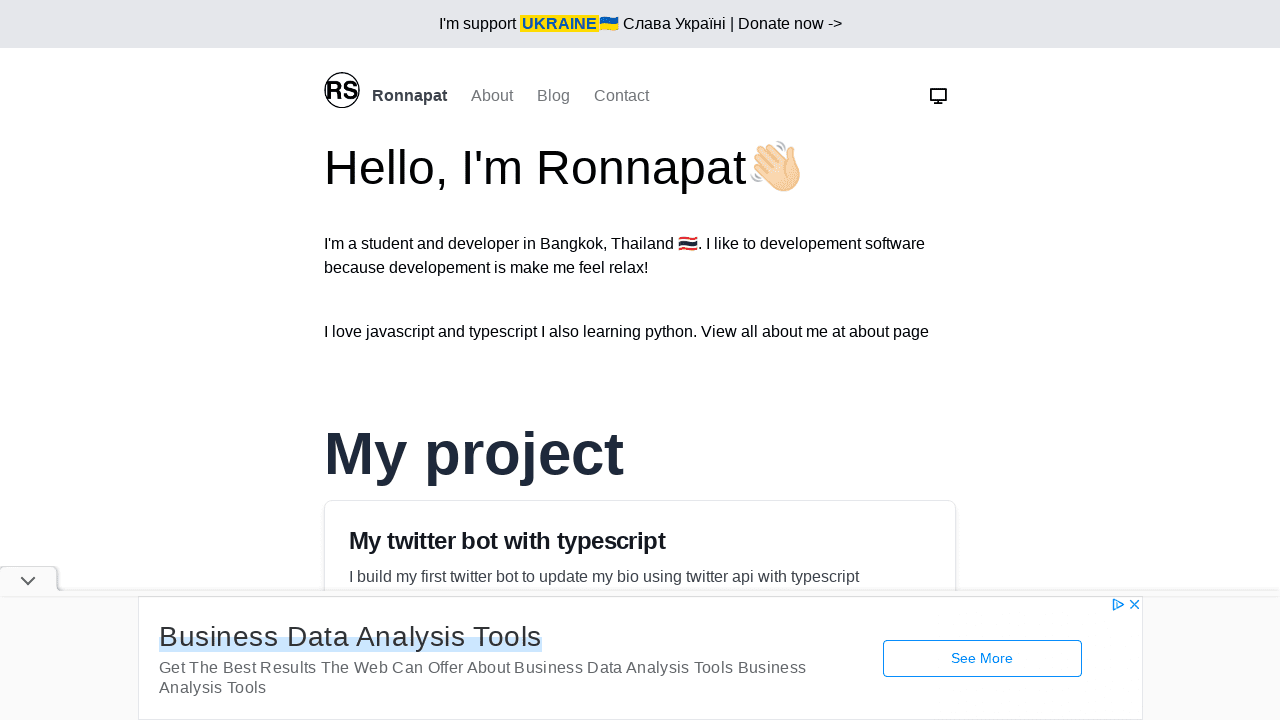 I'm support UKRAINE🇺🇦 Слава Україні | Donate now ->
RS Ronnapat About Blog Contact
Hello, I'm Ronnapat👋🏻
I'm a student and developer in Bangkok, Thailand 🇹🇭. I like to developement software
because developement is make me feel relax!
I love javascript and typescript I also learning python. View all about me at about page
My project
My twitter bot with typescript
I build my first twitter bot to update my bio using twitter api with typescript
Business Data Analysis Tools
Get The Best Results The Web Can Offer About Business Data Analysis Tools Business
Analysis Tools
See More